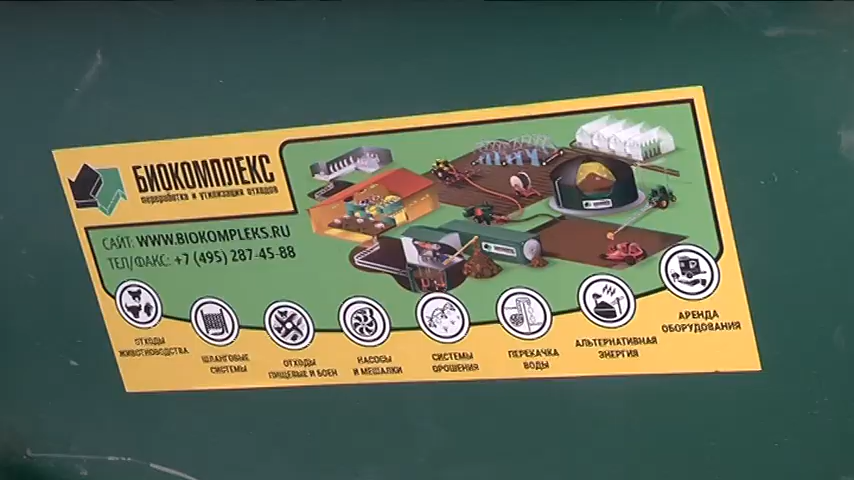 БИОКОМПЛЕКС
переработка и утилизация отходов
САЙТ: WWW.BIOKOMPLEKS.RU
ТЕЛ/ФАКС: +7 (495) 287-45-88
ОТХОДЫ
ЖИВОТНОВОДСТВА
ШЛАНГОВЫЕ
СИСТЕМЫ
ОТХОДЫ
ПИЩЕВЫЕ И БОЕН
НАСОСЫ
И МЕШАЛКИ
СИСТЕМЫ
ОРОШЕНИЯ
ПЕРЕКАЧКА
ВОДЫ
АЛЬТЕРНАТИВНАЯ
ЭНЕРГИЯ
АРЕНДА
ОБОРУДОВАНИЯ